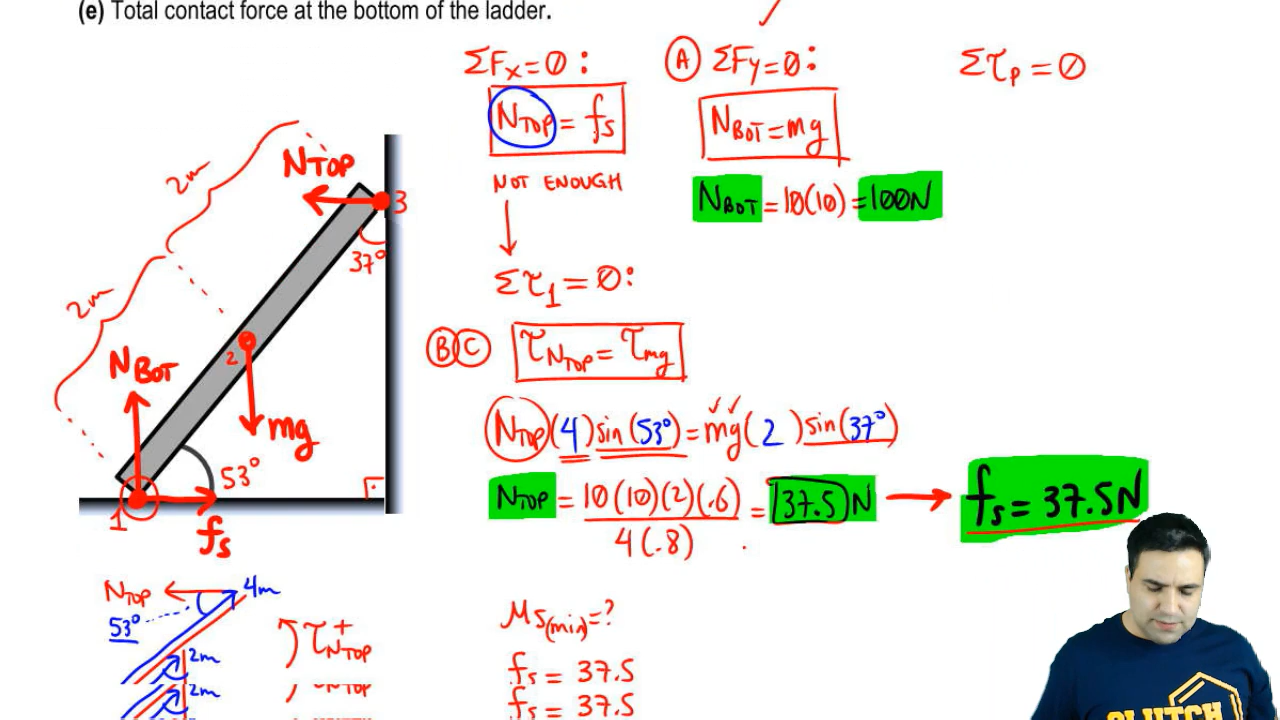 (e) Total contact force at the bottom of the ladder.
ΣFx=0:
NTOP = fs
NOT ENOUGH
Στ1=0:
A ΣFy=0:
NBOT=mg
NBOT=10(10)=100N
Στp=0
2m
2m
NTOP
3
37°
2
NBOT
mg
53°
1
fs
B C τNTOP=τmg
NTOP(4)sin(53°)=mg(2)sin(37°)
NTOP = 10(10)(2)(.6) = 37.5 N → fs = 37.5N
4(.8)
NTOP
4m
53°
2m
2m
τNTOP+
μs(min)=?
fs = 37.5
fs = 37.5
CLUTCH